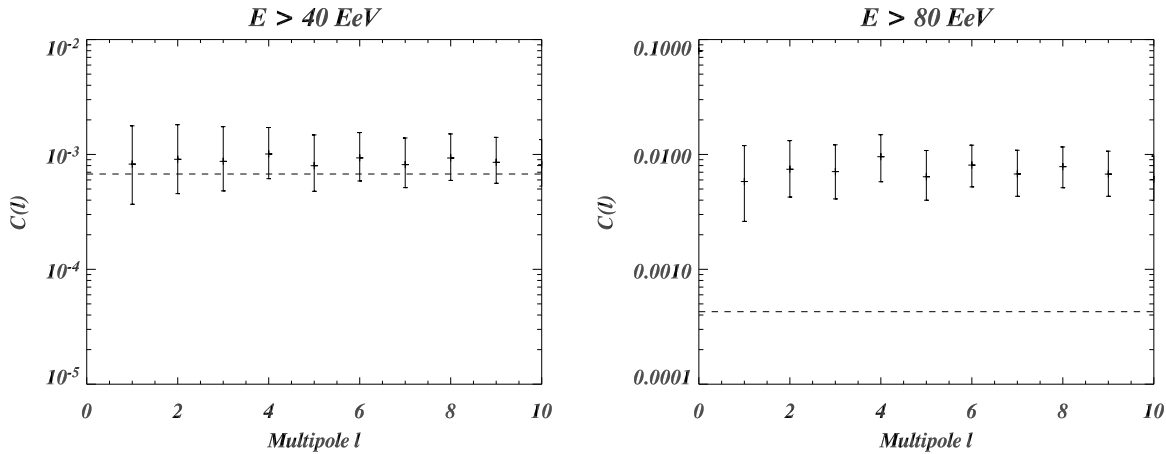 E > 40 EeV
10-2
10-3
10-4
10-5
C(l)
0 2 4 6 8 10
Multipole l
E > 80 EeV
0.1000
0.0100
0.0010
0.0001
C(l)
0 2 4 6 8 10
Multipole l